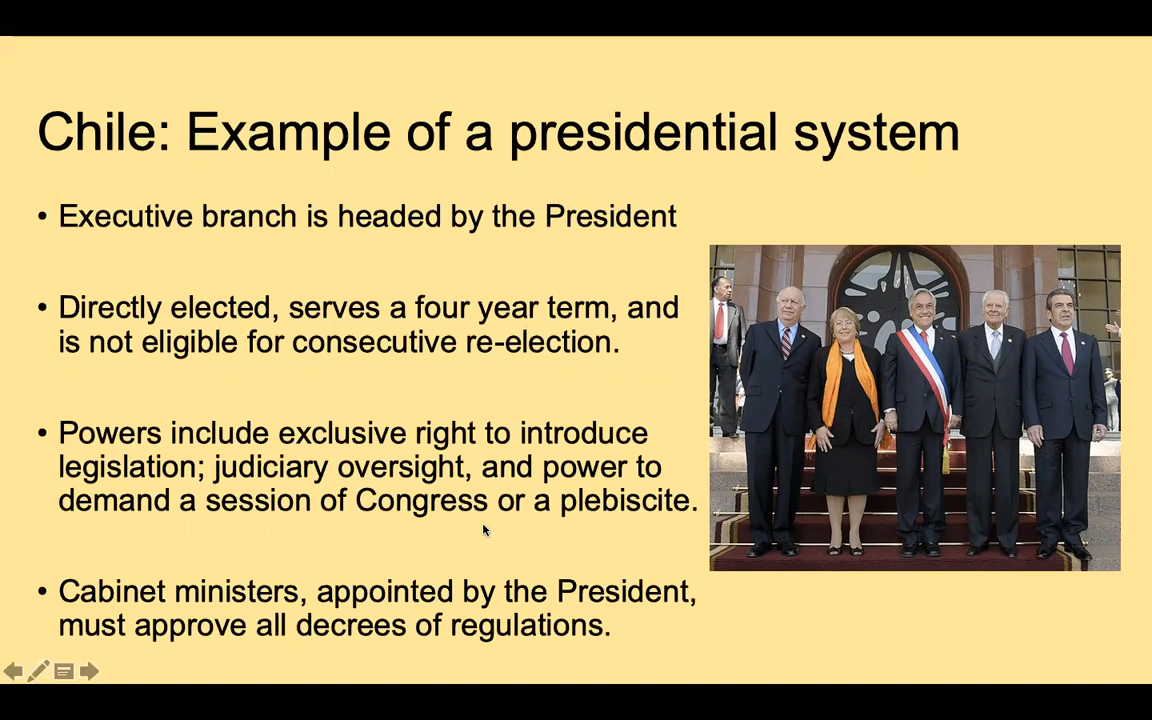 Chile: Example of a presidential system
• Executive branch is headed by the President
• Directly elected, serves a four year term, and
is not eligible for consecutive re-election.
• Powers include exclusive right to introduce
legislation; judiciary oversight, and power to
demand a session of Congress or a plebiscite.
• Cabinet ministers, appointed by the President,
must approve all decrees of regulations.